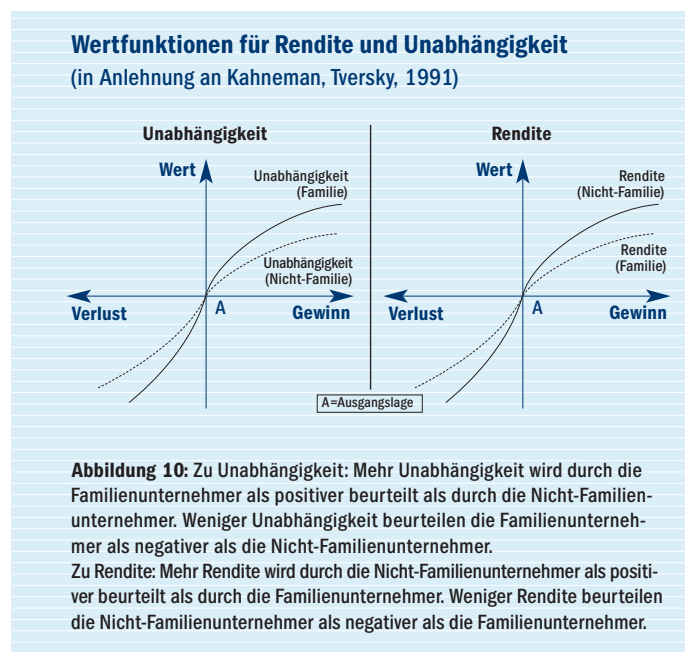 Wertfunktionen für Rendite und Unabhängigkeit
(in Anlehnung an Kahneman, Tversky, 1991)
Unabhängigkeit
Wert
Unabhängigkeit
(Familie)
Unabhängigkeit
(Nicht-Familie)
A
Verlust
Gewinn
Rendite
Wert
Rendite
(Nicht-Familie)
Rendite
(Familie)
A
Verlust
Gewinn
A=Ausgangslage
Abbildung 10: Zu Unabhängigkeit: Mehr Unabhängigkeit wird durch die
Familienunternehmer als positiver beurteilt als durch die Nicht-Familien-
unternehmer. Weniger Unabhängigkeit beurteilen die Familienunterneh-
mer als negativer als die Nicht-Familienunternehmer.
Zu Rendite: Mehr Rendite wird durch die Nicht-Familienunternehmer als positi-
ver beurteilt als durch die Familienunternehmer. Weniger Rendite beurteilen
die Nicht-Familienunternehmer als negativer als die Familienunternehmer.